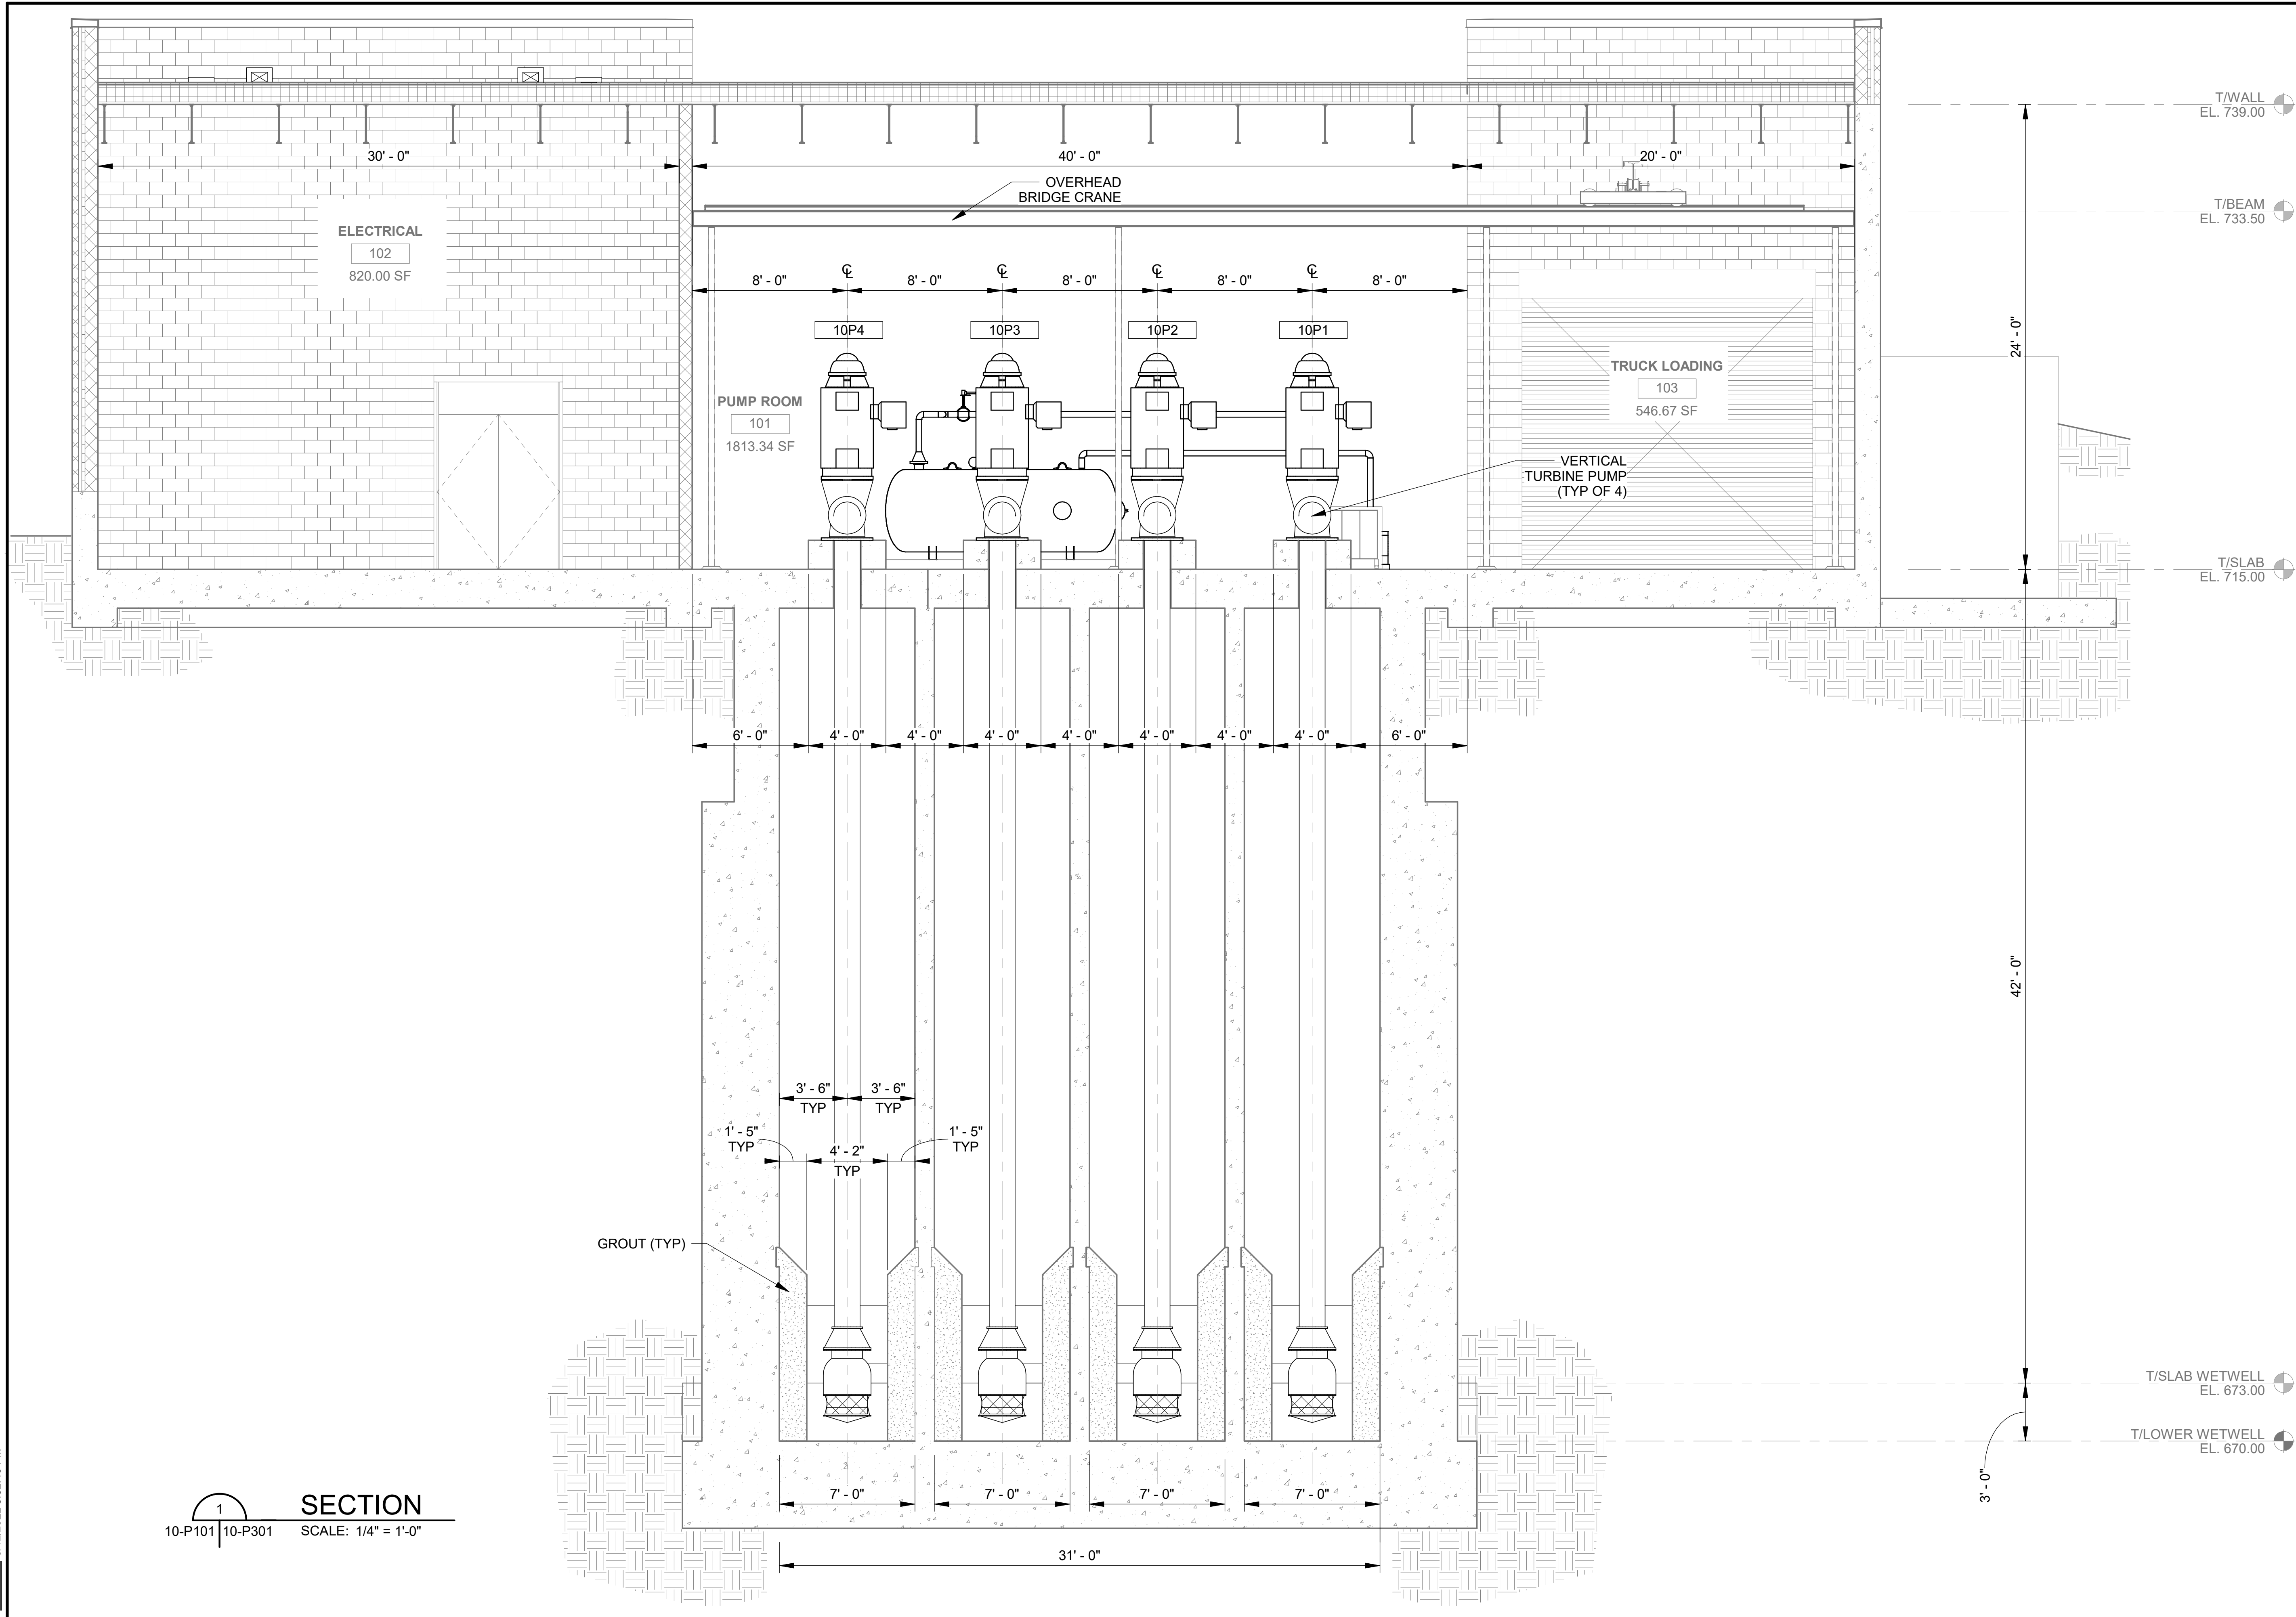 T/WALL
EL. 739.00
30' - 0"
40' - 0"
20' - 0"
OVERHEAD
BRIDGE CRANE
T/BEAM
EL. 733.50
ELECTRICAL
102
820.00 SF
8' - 0"
8' - 0"
8' - 0"
8' - 0"
8' - 0"
10P4
10P3
10P2
10P1
24' - 0"
TRUCK LOADING
103
546.67 SF
PUMP ROOM
101
1813.34 SF
VERTICAL
TURBINE PUMP
(TYP OF 4)
T/SLAB
EL. 715.00
6' - 0"
4' - 0"
4' - 0"
4' - 0"
4' - 0"
4' - 0"
4' - 0"
4' - 0"
6' - 0"
42' - 0"
3' - 6"
TYP
3' - 6"
TYP
1' - 5"
TYP
4' - 2"
TYP
1' - 5"
TYP
GROUT (TYP)
T/SLAB WETWELL
EL. 673.00
T/LOWER WETWELL
EL. 670.00
3' - 0"
7' - 0"
7' - 0"
7' - 0"
7' - 0"
31' - 0"
1
10-P101
10-P301
SECTION
SCALE: 1/4" = 1'-0"